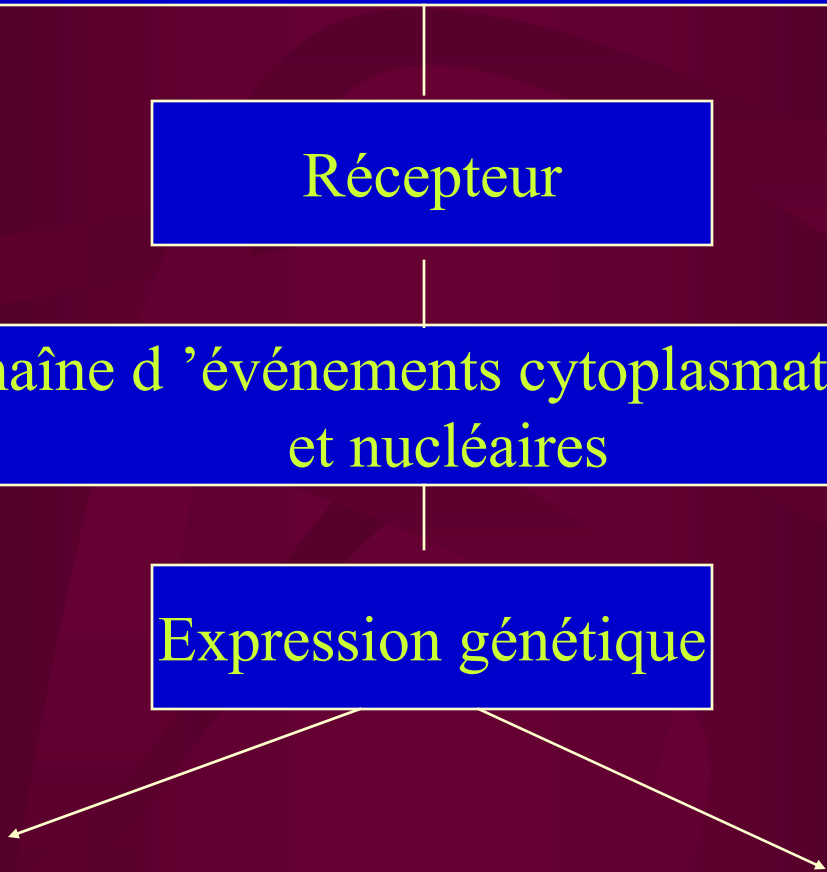 Récepteur
haîne d ’événements cytoplasmat
et nucléaires
Expression génétique